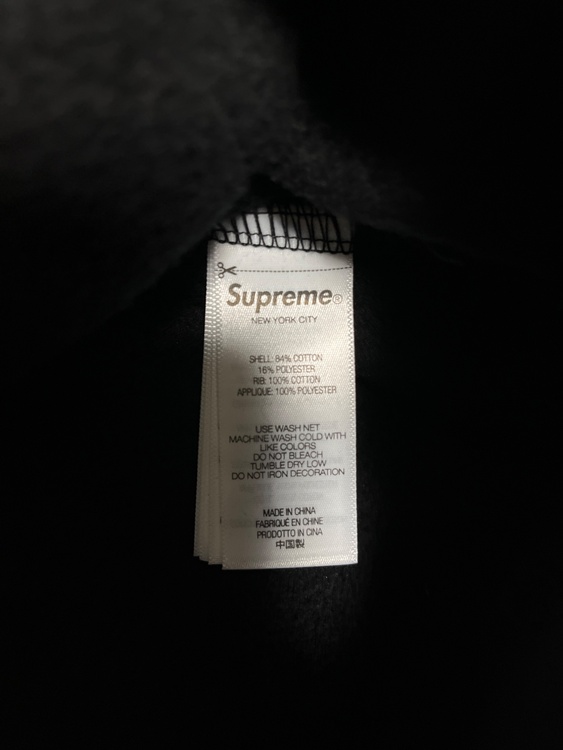 Supreme®
NEW YORK CITY
SHELL: 84% COTTON
16% POLYESTER
RIB: 100% COTTON
APPLIQUE: 100% POLYESTER
USE WASH NET
MACHINE WASH COLD WITH
LIKE COLORS
DO NOT BLEACH
TUMBLE DRY LOW
DO NOT IRON DECORATION
MADE IN CHINA
FABRIQUÉ EN CHINE
PRODOTTO IN CINA
中国製